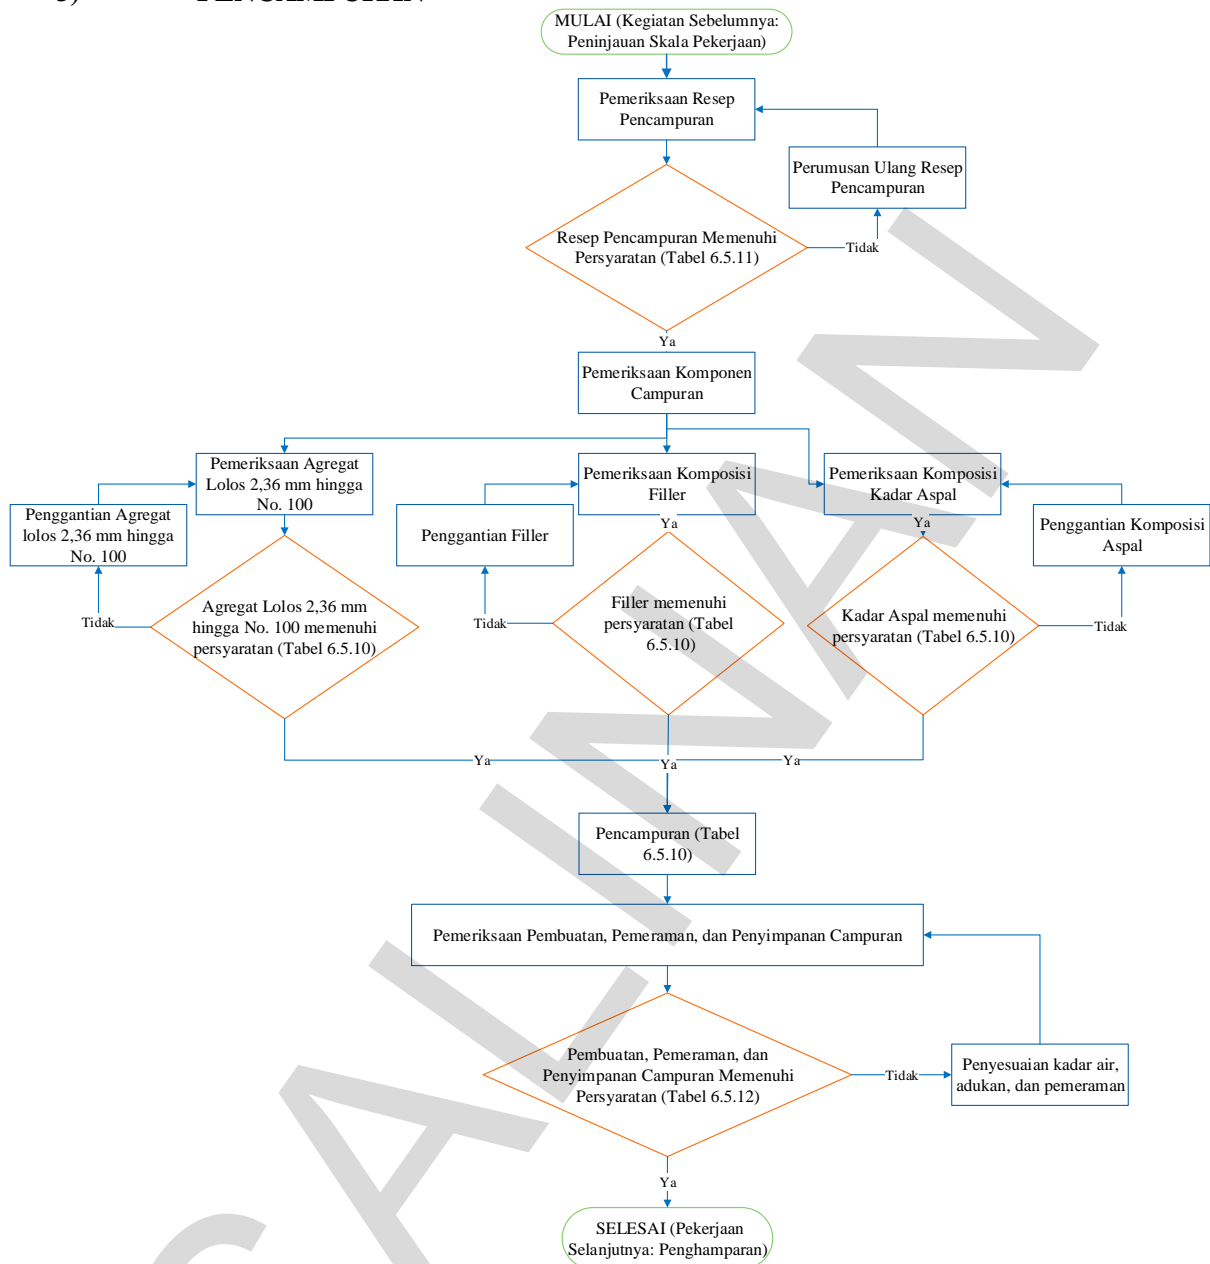 MULAI (Kegiatan Sebelumnya:
Peninjauan Skala Pekerjaan)
Pemeriksaan Resep
Pencampuran
Perumusan Ulang Resep
Pencampuran
Resep Pencampuran Memenuhi
Persyaratan (Tabel 6.5.11)
Tidak
Ya
Pemeriksaan Komponen
Campuran
Pemeriksaan Agregat
Lolos 2,36 mm hingga
No. 100
Pemeriksaan Komposisi
Filler
Pemeriksaan Komposisi
Kadar Aspal
Penggantian Agregat
lolos 2,36 mm hingga
No. 100
Penggantian Filler
Ya
Ya
Penggantian Komposisi
Aspal
Tidak
Agregat Lolos 2,36 mm
hingga No. 100 memenuhi
persyaratan (Tabel 6.5.10)
Tidak
Filler memenuhi
persyaratan (Tabel
6.5.10)
Kadar Aspal memenuhi
persyaratan (Tabel 6.5.10)
Tidak
Ya
Ya
Ya
Pencampuran (Tabel
6.5.10)
Pemeriksaan Pembuatan, Pemeraman, dan Penyimpanan Campuran
Pembuatan, Pemeraman, dan
Penyimpanan Campuran Memenuhi
Persyaratan (Tabel 6.5.12)
Tidak
Penyesuaian kadar air,
adukan, dan pemeraman
Ya
SELESAI (Pekerjaan
Selanjutnya: Penghamparan)
SALINAN